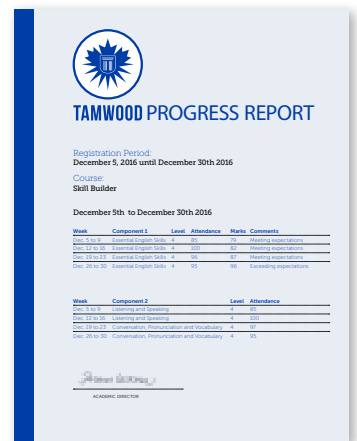 TAMWOOD PROGRESS REPORT
Registration Period:
December 5, 2016 until December 30th 2016
Course:
Skill Builder
December 5th to December 30th 2016
Week Component 1 Level Attendance Marks Comments
Dec. 5 to 9 Essential English Skills 4 85 79 Meeting expectations
Dec. 12 to 16 Essential English Skills 4 100 82 Meeting expectations
Dec. 19 to 23 Essential English Skills 4 96 87 Meeting expectations
Dec. 26 to 30 Essential English Skills 4 95 96 Exceeding expectations
Week Component 2 Level Attendance
Dec. 5 to 9 Listening and Speaking 4 85
Dec. 12 to 16 Listening and Speaking 4 100
Dec. 19 to 23 Conversation, Pronunciation and Vocabulary 4 97
Dec. 26 to 30 Conversation, Pronunciation and Vocabulary 4 95
ACADEMIC DIRECTOR